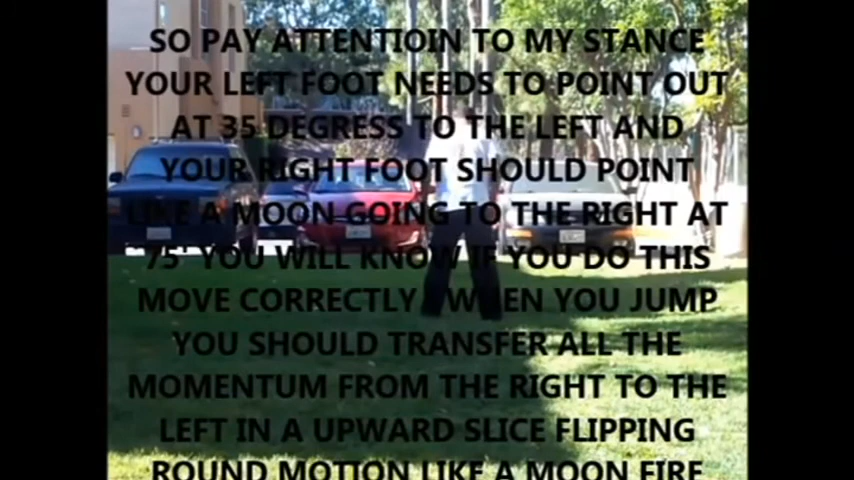 SO PAY ATTENTIOIN TO MY STANCE
YOUR LEFT FOOT NEEDS TO POINT OUT
AT 35 DEGRESS TO THE LEFT AND
YOUR RIGHT FOOT SHOULD POINT
LIKE A MOON GOING TO THE RIGHT AT
75' YOU WILL KNOW IF YOU DO THIS
MOVE CORRECTLY WHEN YOU JUMP
YOU SHOULD TRANSFER ALL THE
MOMENTUM FROM THE RIGHT TO THE
LEFT IN A UPWARD SLICE FLIPPING
ROUND MOTION LIKE A MOON FIRE